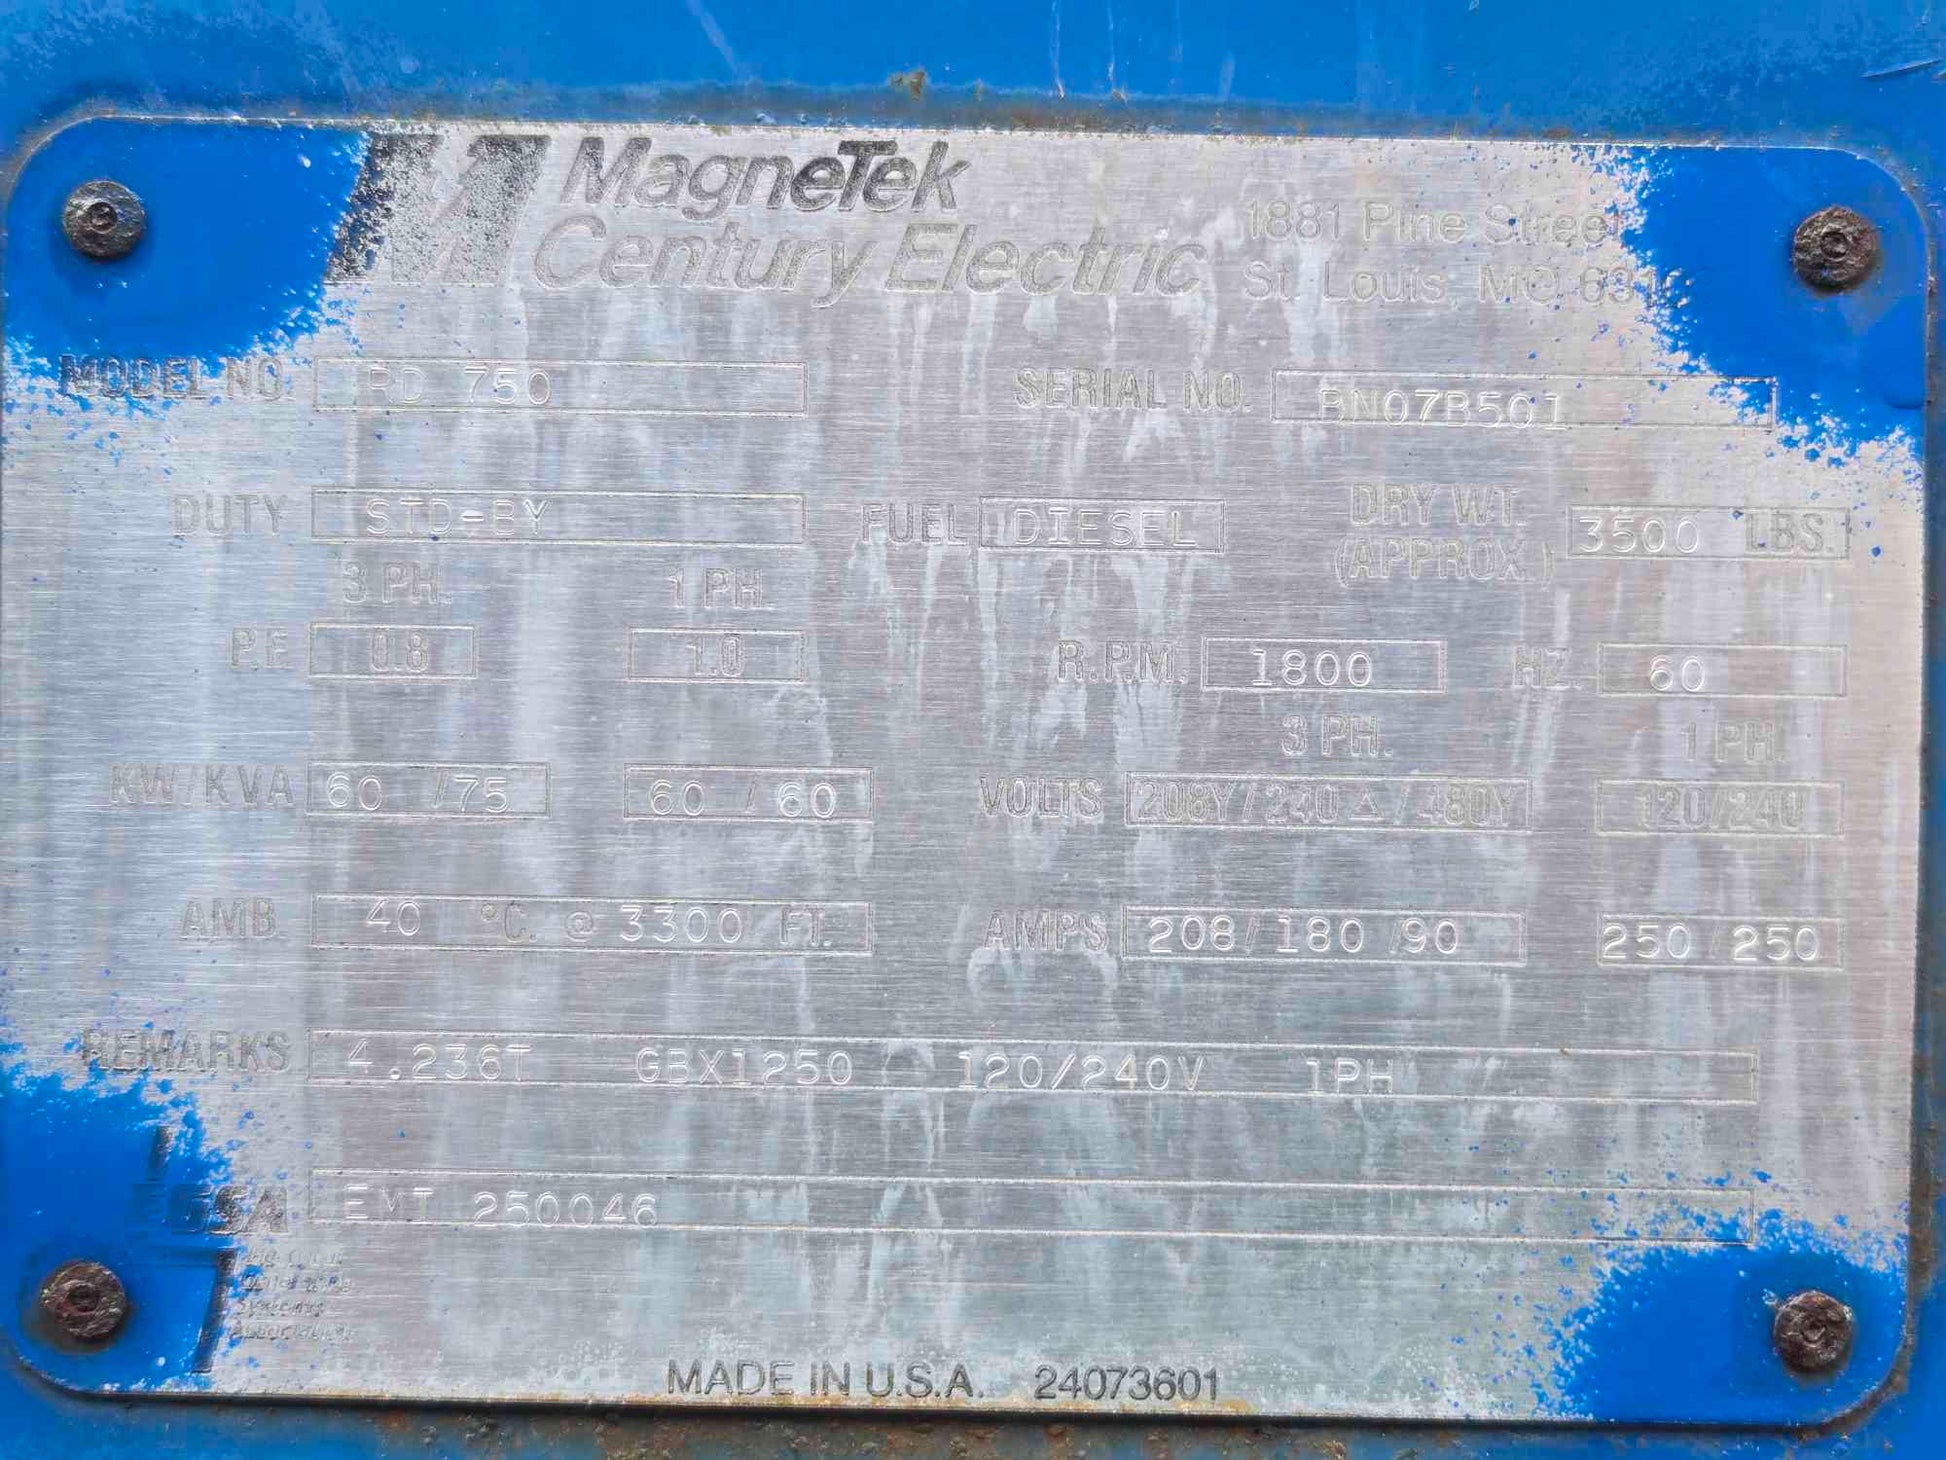 MagneTek
Century Electric
1881 Pine Street
St. Louis, MO 631
MODEL NO. RD 750 SERIAL NO. BN07B501
DUTY STD-BY FUEL DIESEL DRY WT. (APPROX.) 3500 LBS.
3 PH. 1 PH.
P.F. 0.8 1.0 R.P.M. 1800 HZ. 60
3 PH. 1 PH.
KW/KVA 60 / 75 60 / 60 VOLTS 208Y/240 △/480Y 120/240
AMB 40 °C. @ 3300 FT. AMPS 208/180/90 250/250
REMARKS 4.236T GBX1250 120/240V 1PH
EGSA 250046
Systems
MADE IN U.S.A. 24073601